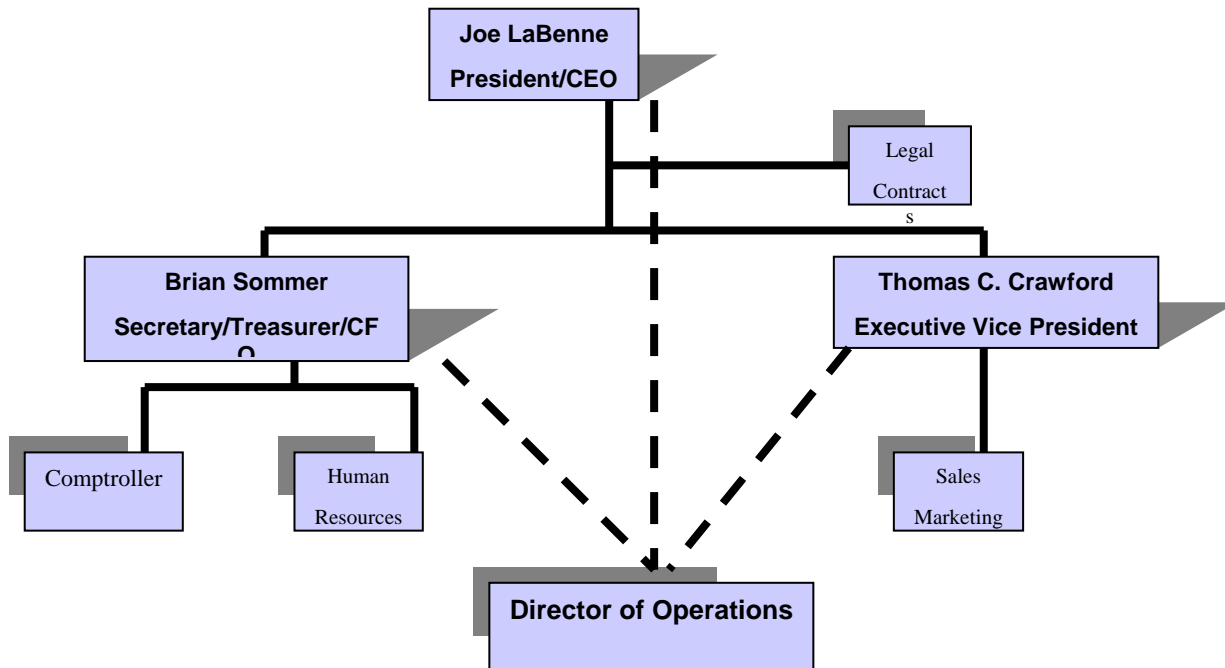 Joe LaBenne
President/CEO
Legal
Contract
s
Brian Sommer
Secretary/Treasurer/CF
O
Thomas C. Crawford
Executive Vice President
Comptroller
Human
Resources
Sales
Marketing
Director of Operations